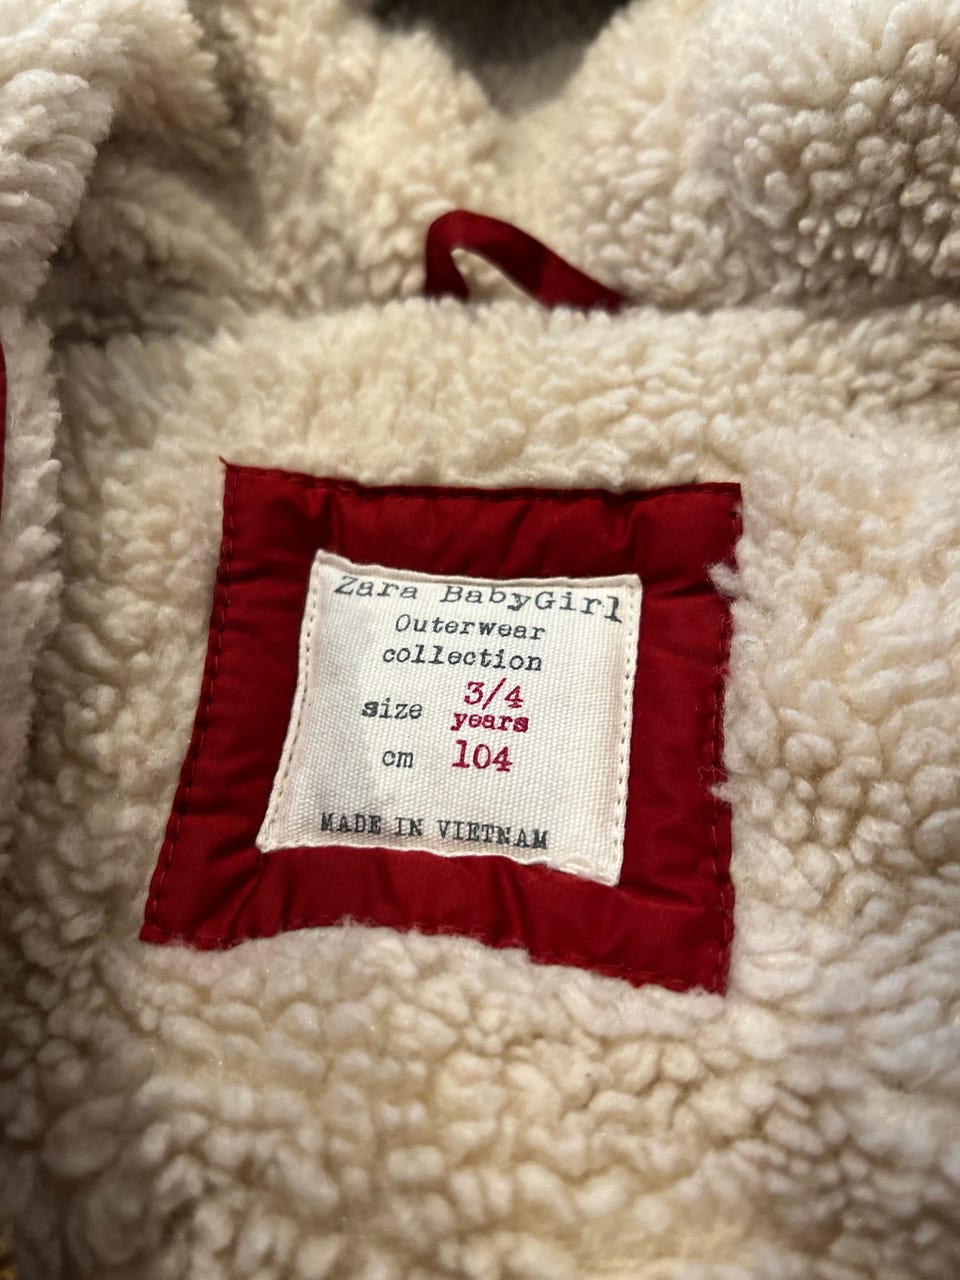 Zara BabyGirl
Outerwear
collection
size 3/4 years
cm 104
MADE IN VIETNAM